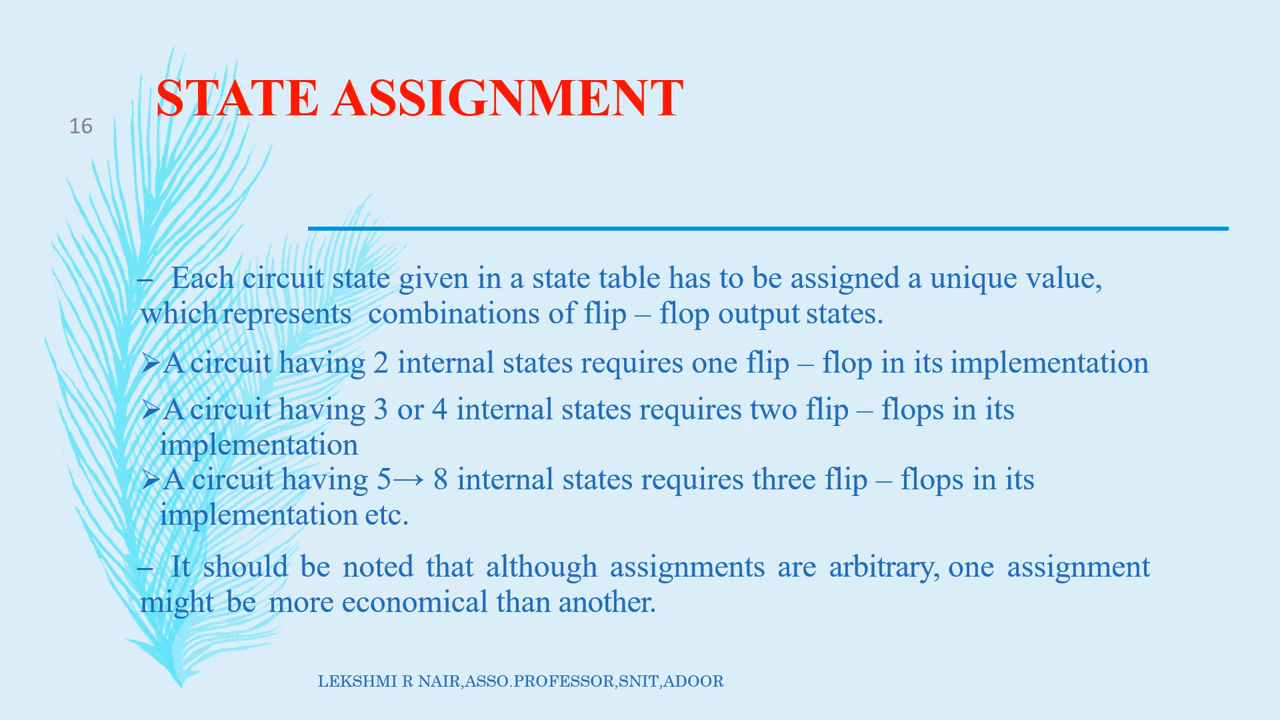 STATE ASSIGNMENT
16
– Each circuit state given in a state table has to be assigned a unique value,
which represents combinations of flip – flop output states.
➢A circuit having 2 internal states requires one flip – flop in its implementation
➢A circuit having 3 or 4 internal states requires two flip – flops in its
implementation
➢A circuit having 5→ 8 internal states requires three flip – flops in its
implementation etc.
– It should be noted that although assignments are arbitrary, one assignment
might be more economical than another.
LEKSHMI R NAIR,ASSO.PROFESSOR,SNIT,ADOOR